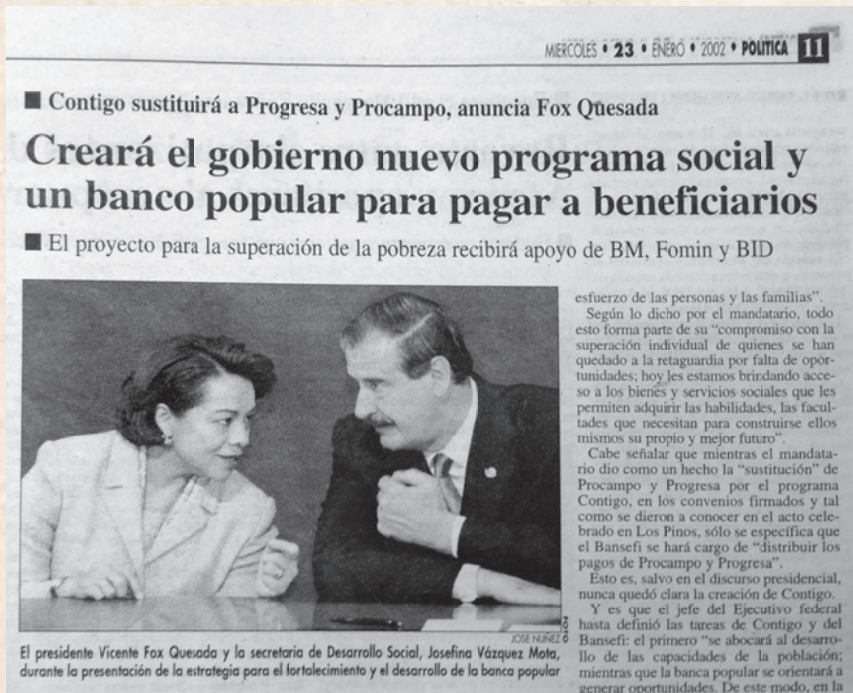 MIERCOLES • 23 • ENERO • 2002 • POLITICA 11
■ Contigo sustituirá a Progresa y Procampo, anuncia Fox Quesada
Creará el gobierno nuevo programa social y
un banco popular para pagar a beneficiarios
■ El proyecto para la superación de la pobreza recibirá apoyo de BM, Fomin y BID
JOSE NUÑEZ
El presidente Vicente Fox Quesada y la secretaria de Desarrollo Social, Josefina Vázquez Mota,
durante la presentación de la estrategia para el fortalecimiento y el desarrollo de la banca popular
esfuerzo de las personas y las familias”.
Según lo dicho por el mandatario, todo
esto forma parte de su “compromiso con la
superación individual de quienes se han
quedado a la retaguardia por falta de opor-
tunidades; hoy les estamos brindando acce-
so a los bienes y servicios sociales que les
permiten adquirir las habilidades, las facul-
tades que necesitan para construirse ellos
mismos su propio y mejor futuro”.
Cabe señalar que mientras el mandata-
rio dio como un hecho la “sustitución” de
Procampo y Progresa por el programa
Contigo, en los convenios firmados y tal
como se dieron a conocer en el acto cele-
brado en Los Pinos, sólo se especifica que
el Bansefi se hará cargo de “distribuir los
pagos de Procampo y Progresa”.
Esto es, salvo en el discurso presidencial,
nunca quedó clara la creación de Contigo.
Y es que el jefe del Ejecutivo federal
hasta definió las tareas de Contigo y del
Bansefi: el primero “se abocará al desarro-
llo de las capacidades de la población;
mientras que la banca popular se orientará a
generar oportunidades. De este modo, en la